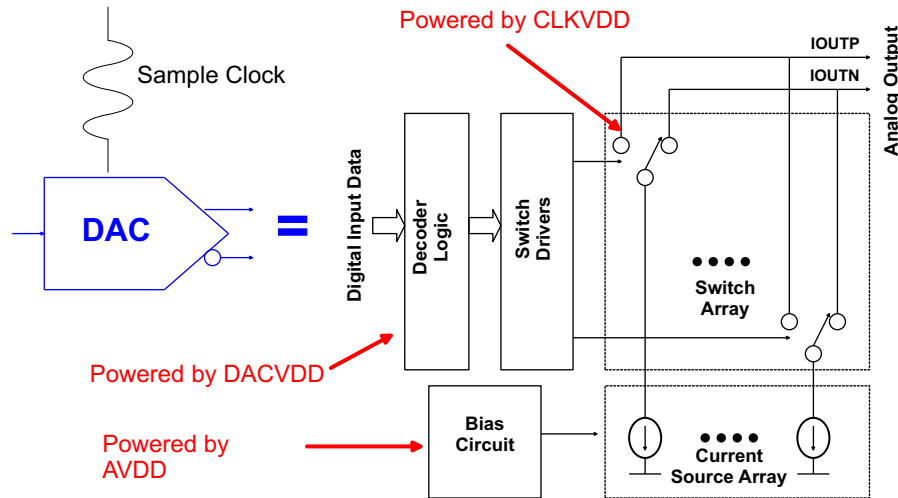 Powered by CLKVDD
IOUTP
IOUTN
Analog Output
Sample Clock
DAC
=
Digital Input Data
Decoder
Logic
Switch
Drivers
Switch
Array
Powered by DACVDD
Powered by
AVDD
Bias
Circuit
Current
Source Array